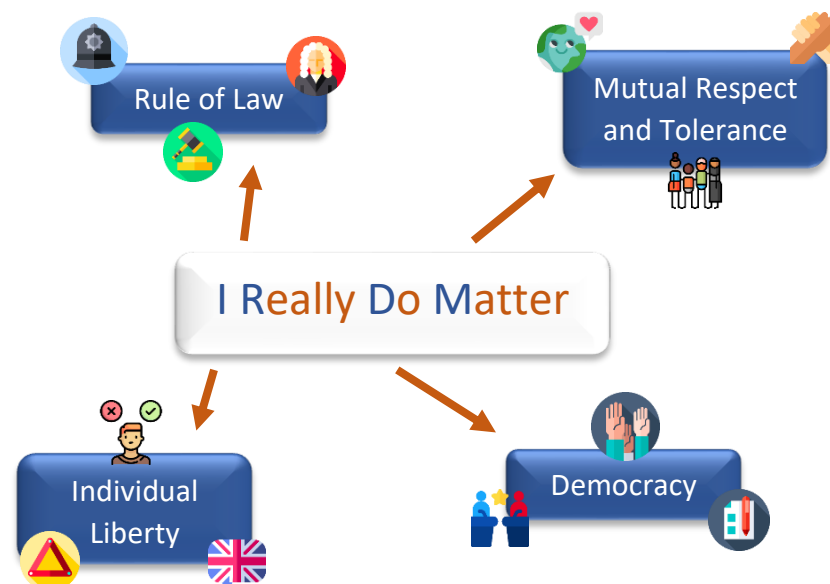 Rule of Law
Mutual Respect
and Tolerance
I Really Do Matter
Individual
Liberty
Democracy